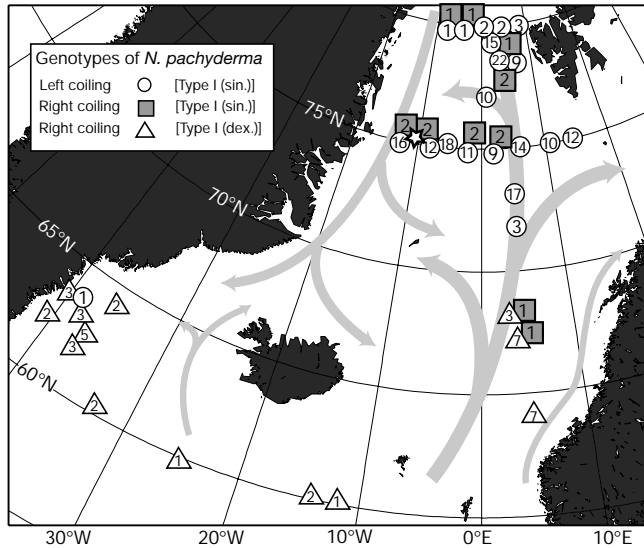 1 1 1 1 2 2 3
15 1
22 9
2
10
Genotypes of N. pachyderma
Left coiling [Type I (sin.)]
Right coiling [Type I (sin.)]
Right coiling [Type I (dex.)]
75°N
2 2 2 2
16 12 18 11 9 14 10 12
70°N
17
3
65°N
3 1 2
2 3
5
3
3 1
7 1
60°N
2
7
1
2 1
30°W 20°W 10°W 0°E 10°E